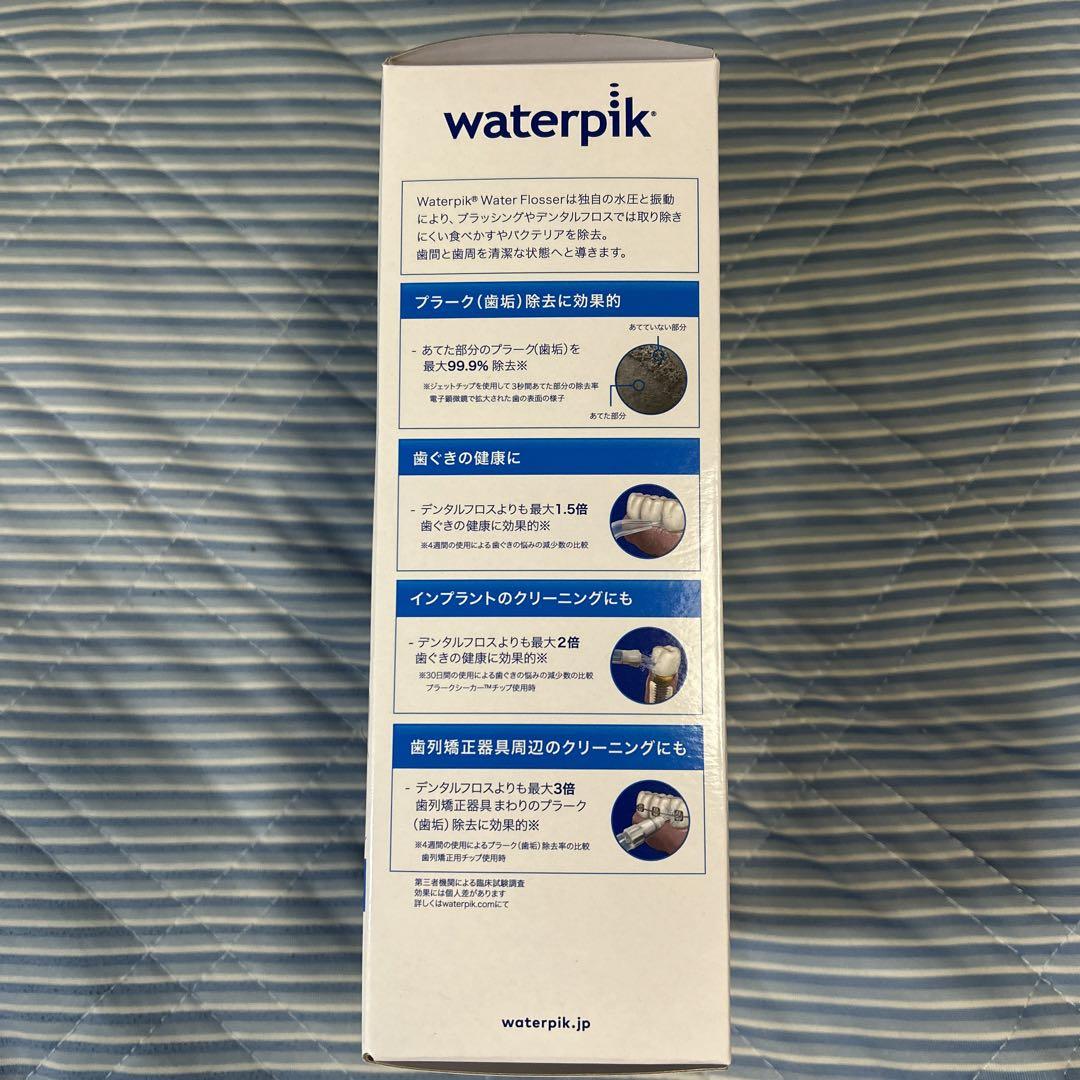 waterpik®
Waterpik® Water Flosserは独自の水圧と振動
により、ブラッシングやデンタルフロスでは取り除き
にくい食べかすやバクテリアを除去。
歯間と歯周を清潔な状態へと導きます。
プラーク(歯垢)除去に効果的
- あてた部分のプラーク(歯垢)を
最大99.9% 除去※
※ジェットチップを使用して3秒間あてた部分の除去率
電子顕微鏡で拡大された歯の表面の様子
あてていない部分
あてた部分
歯ぐきの健康に
- デンタルフロスよりも最大1.5倍
歯ぐきの健康に効果的※
※4週間の使用による歯ぐきの悩みの減少数の比較
インプラントのクリーニングにも
- デンタルフロスよりも最大2倍
歯ぐきの健康に効果的※
※30日間の使用による歯ぐきの悩みの減少数の比較
プラークシーカー™チップ使用時
歯列矯正器具周辺のクリーニングにも
- デンタルフロスよりも最大3倍
歯列矯正器具まわりのプラーク
(歯垢)除去に効果的※
※4週間の使用によるプラーク(歯垢)除去率の比較
歯列矯正用チップ使用時
第三者機関による臨床試験調査
効果には個人差があります
詳しくはwaterpik.comにて
waterpik.jp